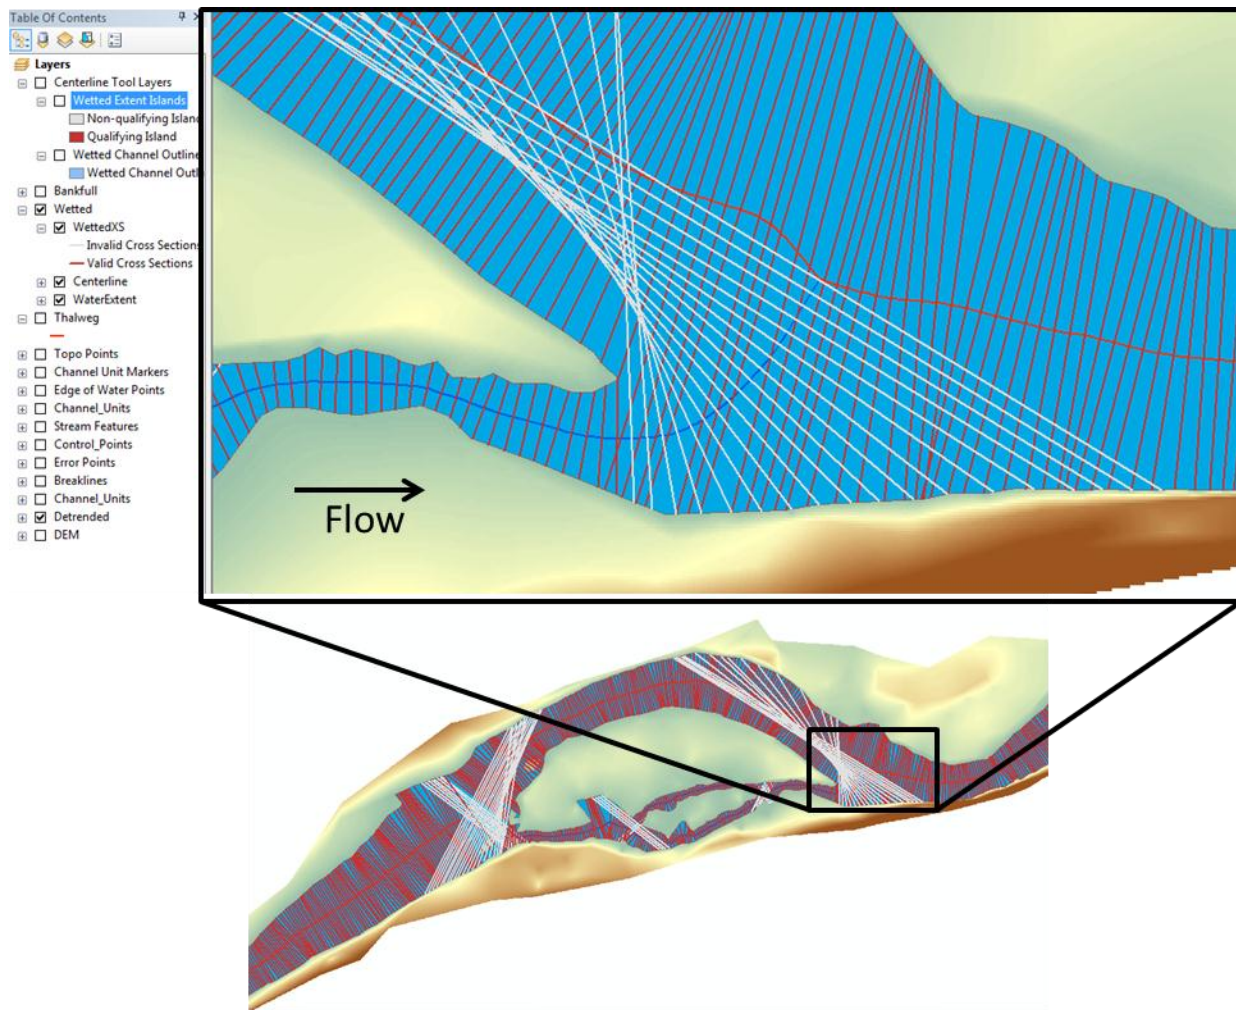 Table Of Contents
Layers
Centerline Tool Layers
Wetted Extent Islands
Non-qualifying Island
Qualifying Island
Wetted Channel Outline
Wetted Channel Outl
Bankfull
Wetted
WettedXS
Invalid Cross Sections
Valid Cross Sections
Centerline
WaterExtent
Thalweg
Topo Points
Channel Unit Markers
Edge of Water Points
Channel_Units
Stream Features
Control_Points
Error Points
Breaklines
Channel_Units
Detrended
DEM
Flow